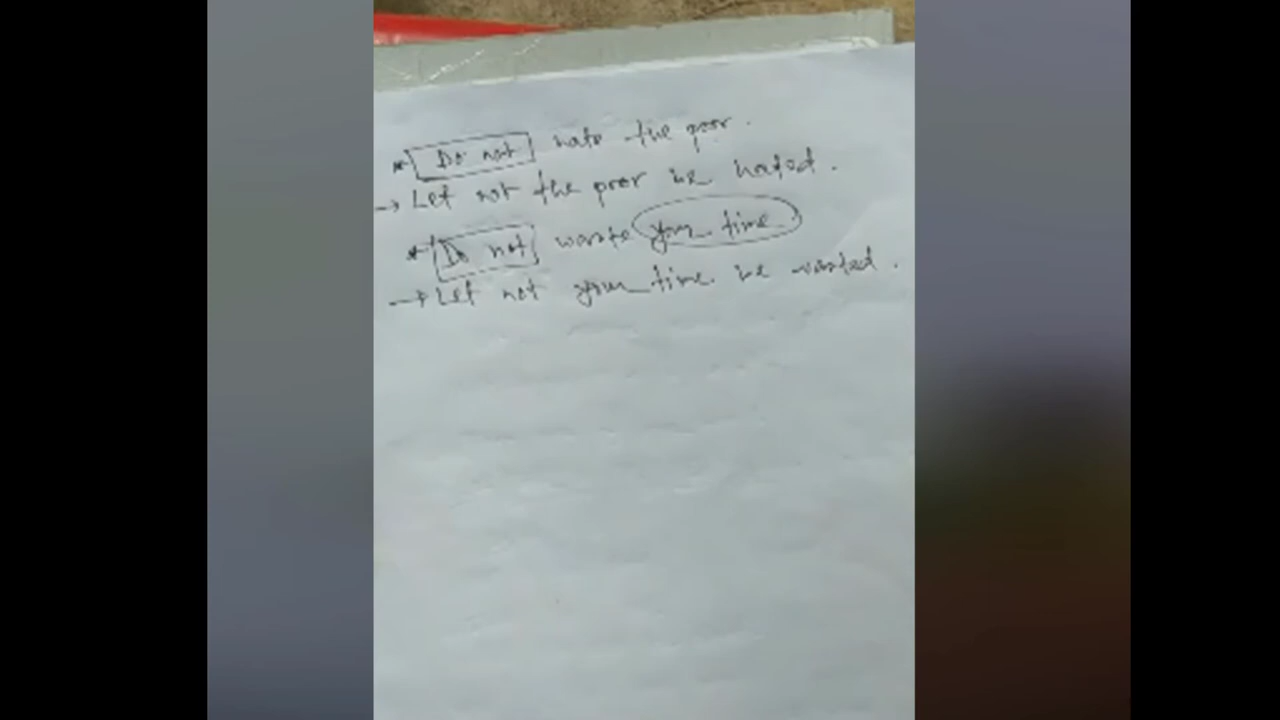 * Do not hate the poor.
→ Let not the poor be hated.
* Do not waste your time
→ Let not your time be wasted.